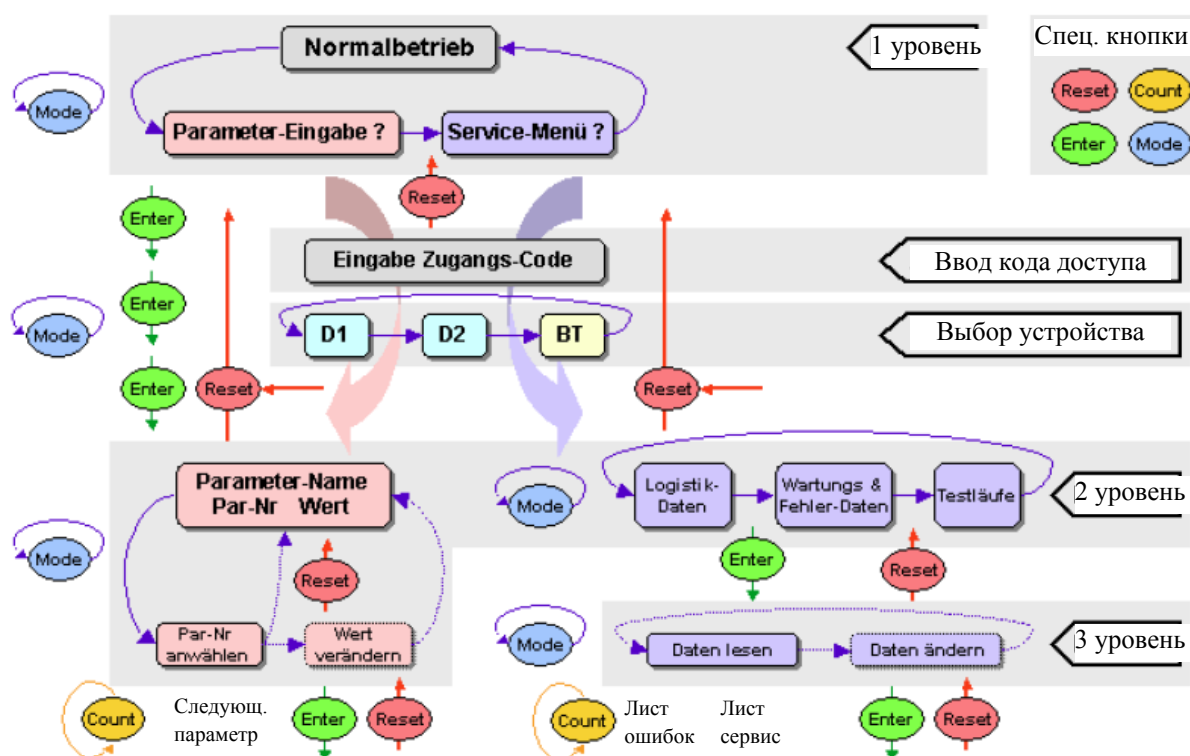 Normalbetrieb
1 уровень
Спец. кнопки
Mode
Parameter-Eingabe ?
Service-Menü ?
Reset
Count
Enter
Mode
Reset
Enter
Eingabe Zugangs-Code
Ввод кода доступа
Enter
Mode
D1
D2
BT
Выбор устройства
Enter
Reset
Reset
Parameter-Name
Par-Nr Wert
Mode
Logistik-
Daten
Wartungs &
Fehler-Daten
Testläufe
2 уровень
Mode
Enter
Reset
Reset
Par-Nr
anwählen
Wert
verändern
Mode
Daten lesen
Daten ändern
3 уровень
Count
Следующ.
параметр
Enter
Reset
Count
Лист
ошибок
Лист
сервис
Enter
Reset